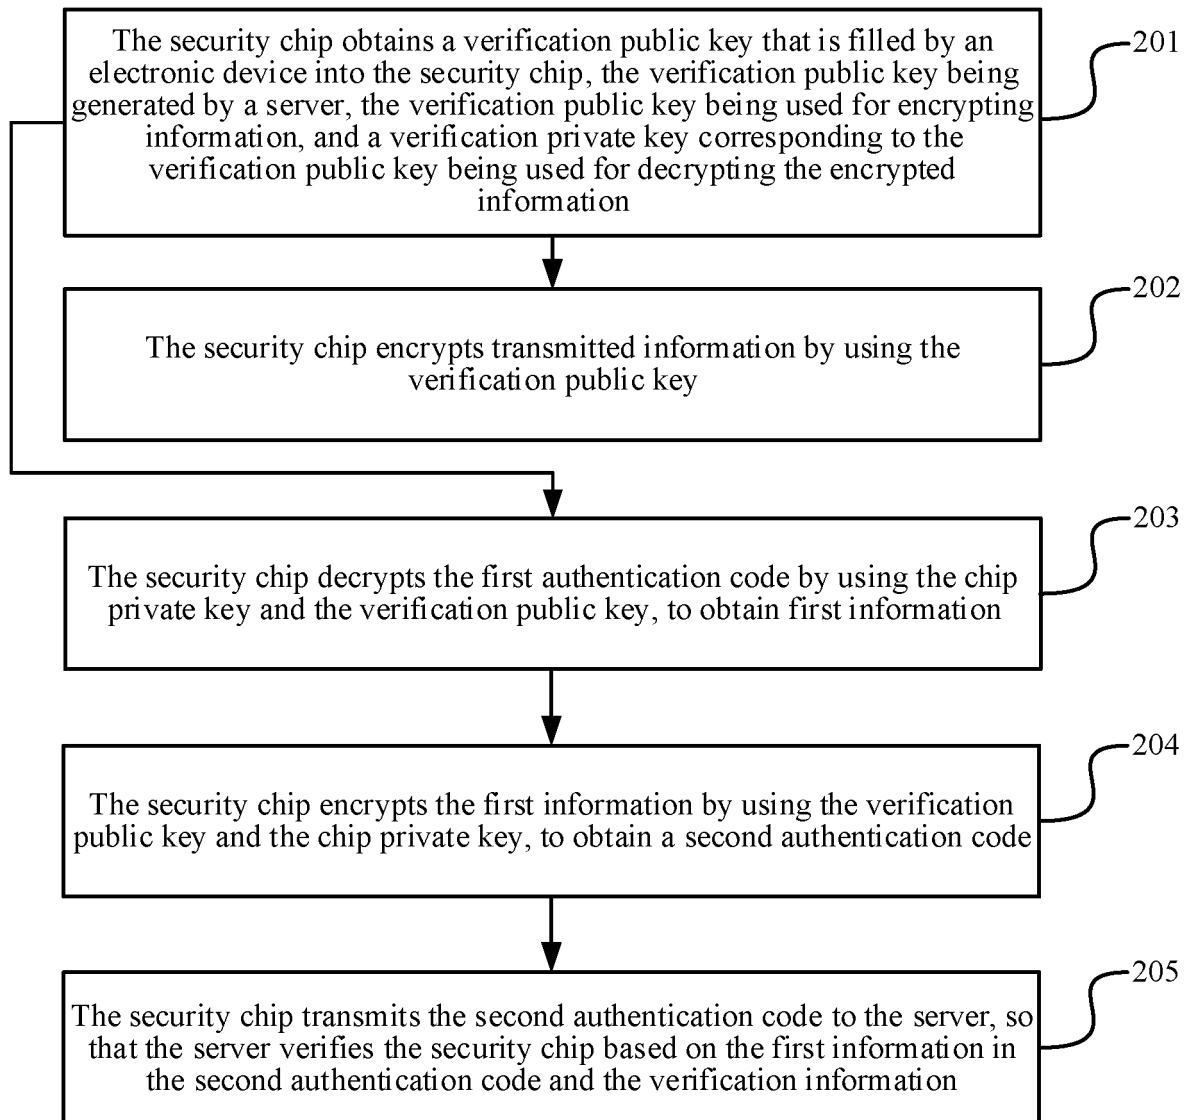 The security chip obtains a verification public key that is filled by an
electronic device into the security chip, the verification public key being
generated by a server, the verification public key being used for encrypting
information, and a verification private key corresponding to the
verification public key being used for decrypting the encrypted
information
201
The security chip encrypts transmitted information by using the
verification public key
202
The security chip decrypts the first authentication code by using the chip
private key and the verification public key, to obtain first information
203
The security chip encrypts the first information by using the verification
public key and the chip private key, to obtain a second authentication code
204
The security chip transmits the second authentication code to the server, so
that the server verifies the security chip based on the first information in
the second authentication code and the verification information
205